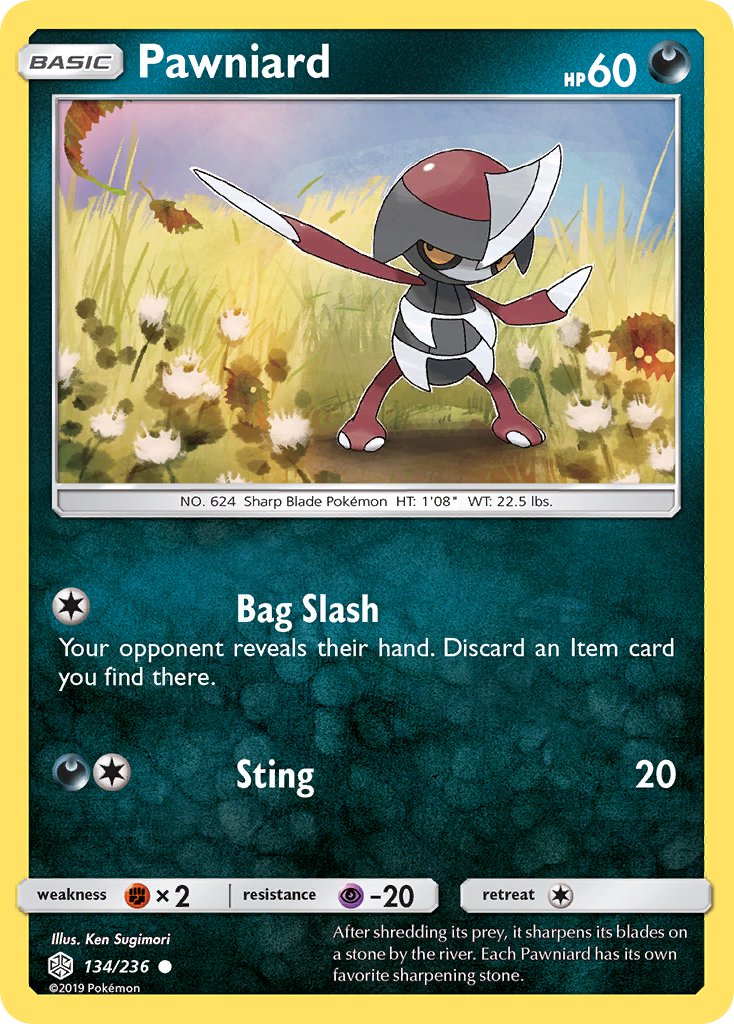 BASIC Pawniard HP60
NO. 624 Sharp Blade Pokémon HT: 1'08" WT: 22.5 lbs.
Bag Slash
Your opponent reveals their hand. Discard an Item card
you find there.
Sting 20
weakness ×2 resistance -20 retreat
Illus. Ken Sugimori
134/236
©2019 Pokémon
After shredding its prey, it sharpens its blades on
a stone by the river. Each Pawniard has its own
favorite sharpening stone.